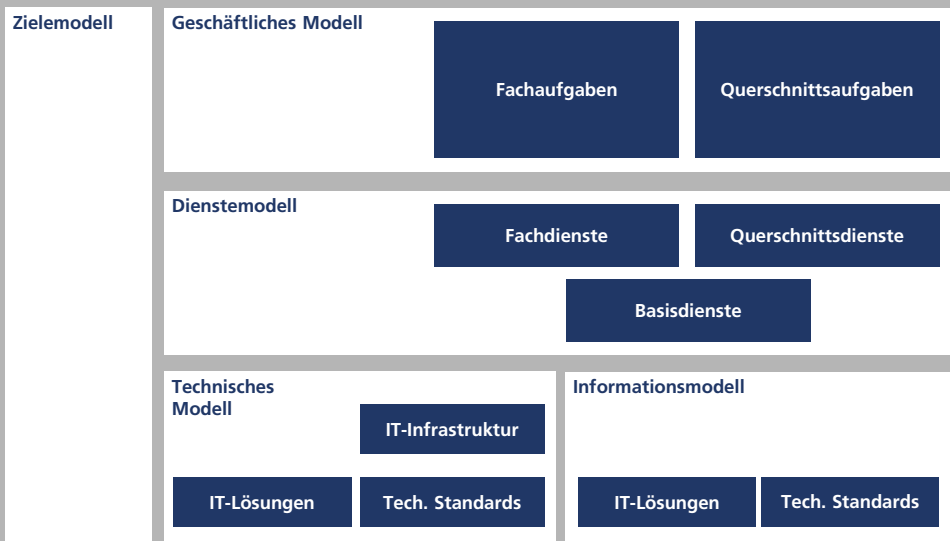 Zielemodell
Geschäftliches Modell
Fachaufgaben
Querschnittsaufgaben
Dienstemodell
Fachdienste
Querschnittsdienste
Basisdienste
Technisches
Modell
IT-Infrastruktur
IT-Lösungen
Tech. Standards
Informationsmodell
IT-Lösungen
Tech. Standards